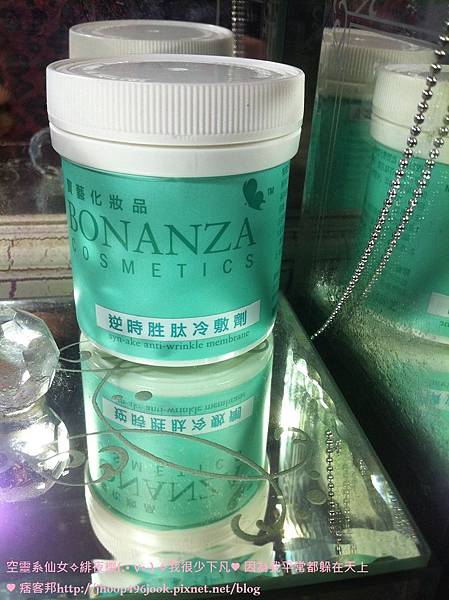 寶藝化妝品
BONANZA
COSMETICS
TM
逆時胜肽冷敷劑
syn-ake anti-wrinkle membrane
空靈系仙女 我很少下凡♥ 因為我平常都躲在天上
♥ 痞客邦http://jhoop496jook.pixnet.net/blog